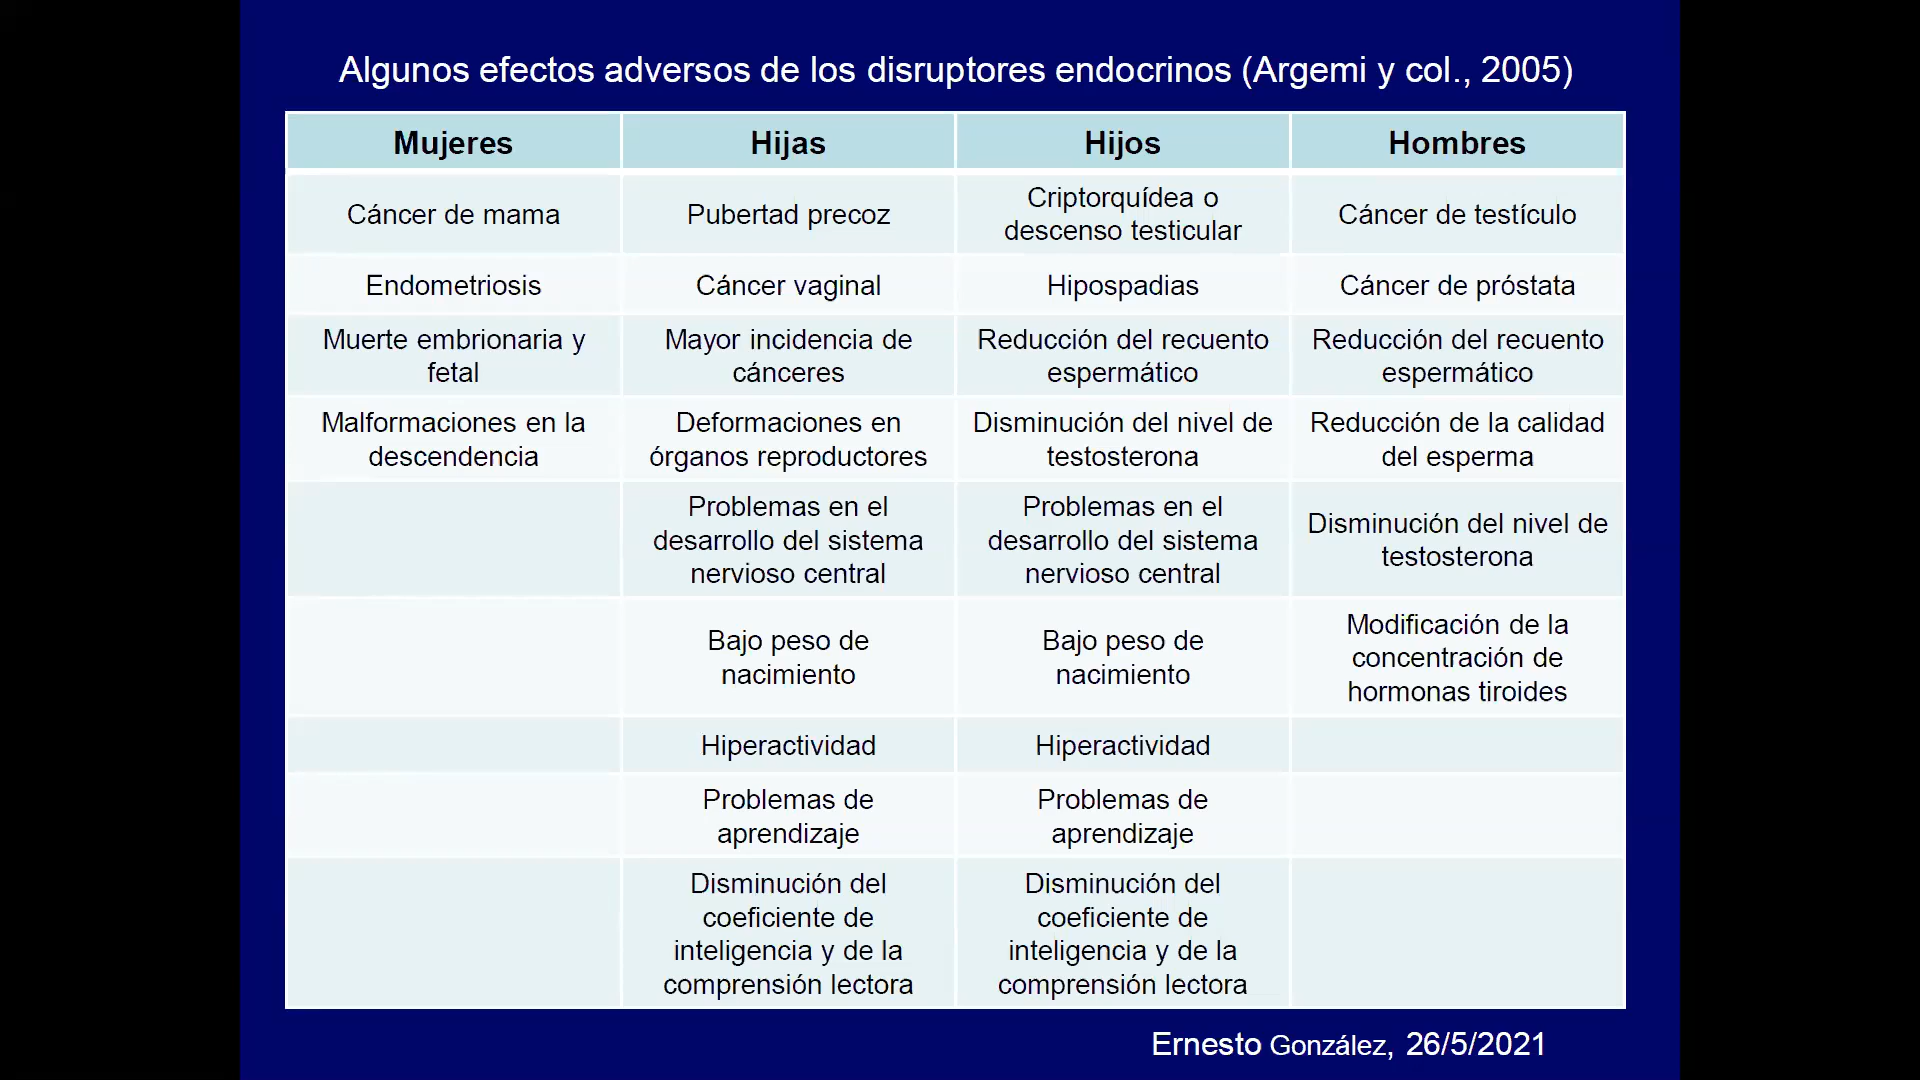 Algunos efectos adversos de los disruptores endocrinos (Argemi y col., 2005)
Mujeres
Hijas
Hijos
Hombres
Cáncer de mama
Pubertad precoz
Criptorquídea o
descenso testicular
Cáncer de testículo
Endometriosis
Cáncer vaginal
Hipospadias
Cáncer de próstata
Muerte embrionaria y
fetal
Mayor incidencia de
cánceres
Reducción del recuento
espermático
Reducción del recuento
espermático
Malformaciones en la
descendencia
Deformaciones en
órganos reproductores
Disminución del nivel de
testosterona
Reducción de la calidad
del esperma
Problemas en el
desarrollo del sistema
nervioso central
Problemas en el
desarrollo del sistema
nervioso central
Disminución del nivel de
testosterona
Bajo peso de
nacimiento
Bajo peso de
nacimiento
Modificación de la
concentración de
hormonas tiroides
Hiperactividad
Hiperactividad
Problemas de
aprendizaje
Problemas de
aprendizaje
Disminución del
coeficiente de
inteligencia y de la
comprensión lectora
Disminución del
coeficiente de
inteligencia y de la
comprensión lectora
Ernesto González, 26/5/2021